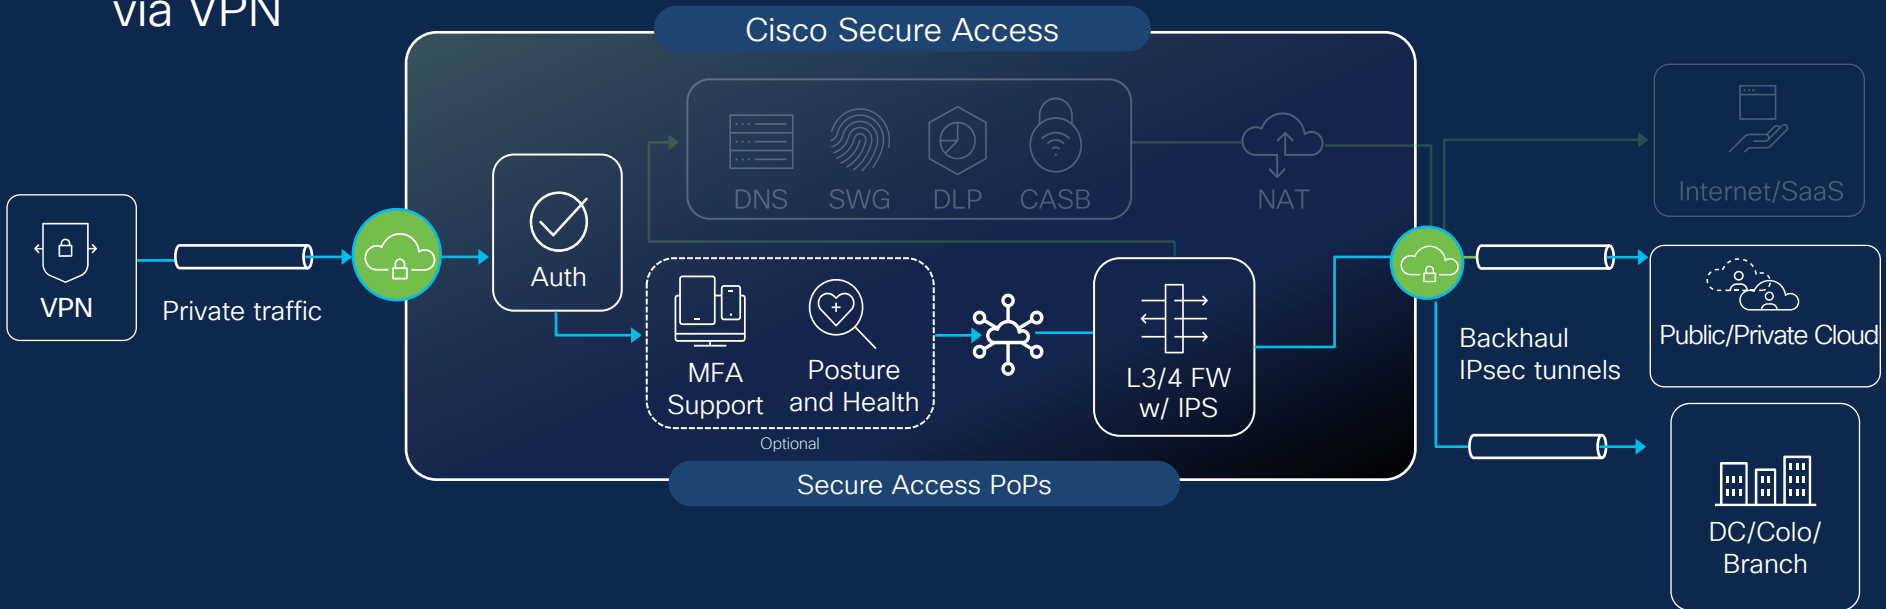 via VPN
Cisco Secure Access
DNS
SWG
DLP
CASB
NAT
Internet/SaaS
VPN
Private traffic
Auth
MFA
Support
Posture
and Health
Optional
L3/4 FW
w/ IPS
Backhaul
IPsec tunnels
Public/Private Cloud
DC/Colo/
Branch
Secure Access PoPs